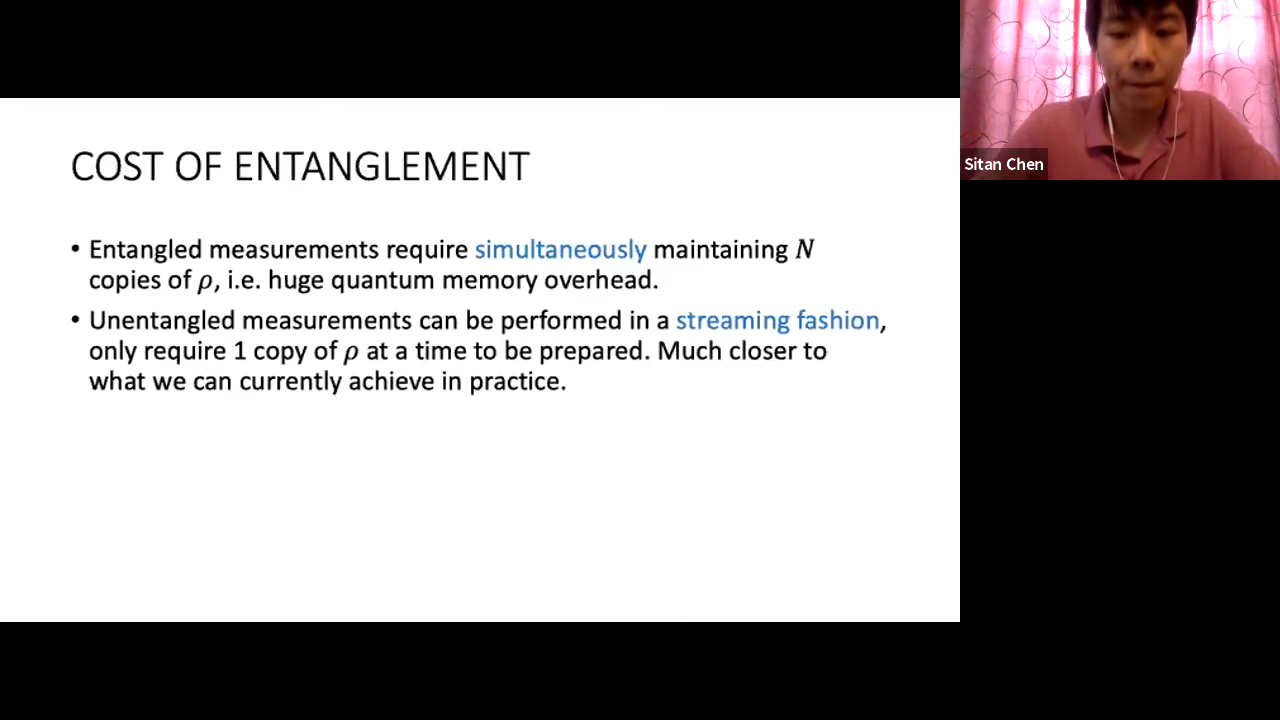 COST OF ENTANGLEMENT
• Entangled measurements require simultaneously maintaining N
copies of ρ, i.e. huge quantum memory overhead.
• Unentangled measurements can be performed in a streaming fashion,
only require 1 copy of ρ at a time to be prepared. Much closer to
what we can currently achieve in practice.
Sitan Chen